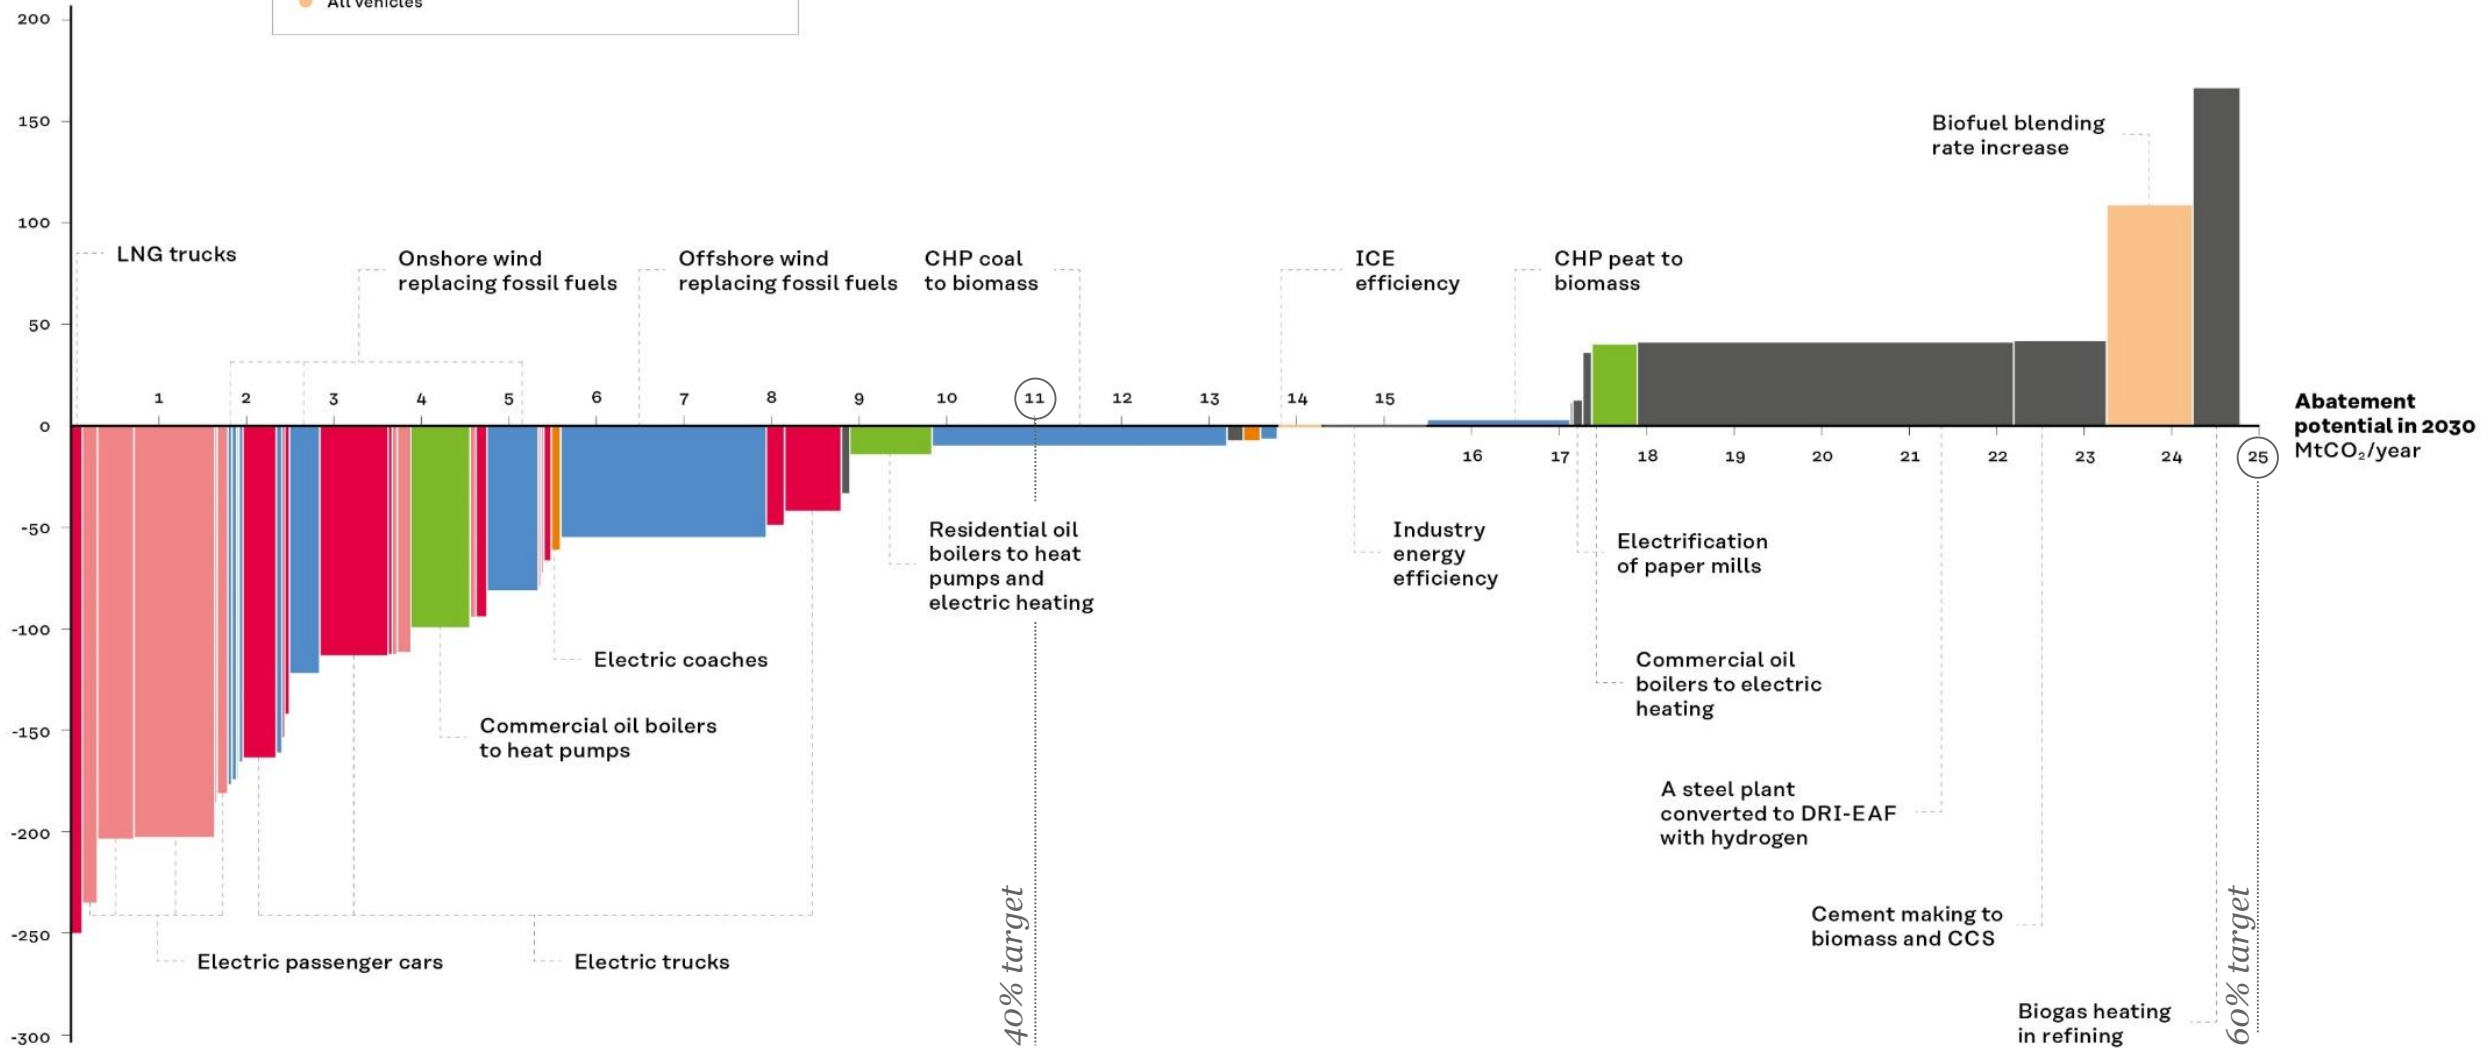 All vehicles
200
150
100
50
0
-50
-100
-150
-200
-250
-300
LNG trucks
Onshore wind
replacing fossil fuels
Offshore wind
replacing fossil fuels
CHP coal
to biomass
ICE
efficiency
CHP peat to
biomass
Biofuel blending
rate increase
1
2
3
4
5
6
7
8
9
10
11
12
13
14
15
16
17
18
19
20
21
22
23
24
25
Abatement
potential in 2030
MtCO₂/year
Residential oil
boilers to heat
pumps and
electric heating
Industry
energy
efficiency
Electrification
of paper mills
Electric coaches
Commercial oil
boilers to electric
heating
Commercial oil boilers
to heat pumps
A steel plant
converted to DRI-EAF
with hydrogen
Cement making to
biomass and CCS
Electric passenger cars
Electric trucks
40% target
Biogas heating
in refining
60% target